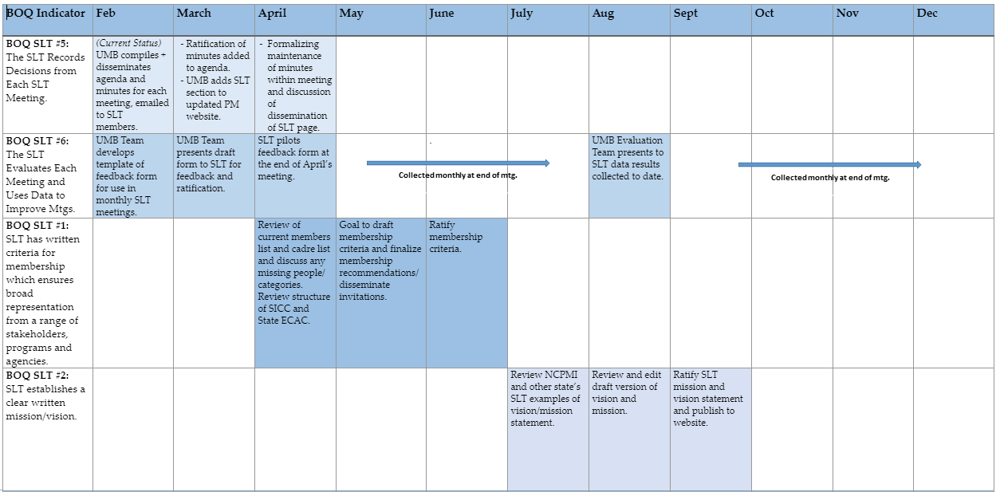 BOQ Indicator
Feb
March
April
May
June
July
Aug
Sept
Oct
Nov
Dec
BOQ SLT #5:
The SLT Records
Decisions from
Each SLT
Meeting.
(Current Status)
UMB compiles +
disseminates
agenda and
minutes for each
meeting, emailed
to SLT
members.
- Ratification of
minutes added
to agenda.
- UMB adds SLT
section to
updated PM
website.
- Formalizing
maintenance
of minutes
within meeting
and discussion
of
dissemination
of SLT page.
BOQ SLT #6:
The SLT
Evaluates Each
Meeting and
Uses Data to
Improve Mtgs.
UMB Team
develops
template of
feedback form
for use in
monthly SLT
meetings.
UMB Team
presents draft
form to SLT for
feedback and
ratification.
SLT pilots
feedback form at
the end of April's
meeting.
.
Collected monthly at end of mtg.
UMB Evaluation
Team presents to
SLT data results
collected to date.
Collected monthly at end of mtg.
BOQ SLT #1:
SLT has written
criteria for
membership
which ensures
broad
representation
from a range of
stakeholders,
programs and
agencies.
Review of
current members
list and cadre list
and discuss any
missing people/
categories.
Review structure
of SICC and
State ECAC.
Goal to draft
membership
criteria and finalize
membership
recommendations/
disseminate
invitations.
Ratify
membership
criteria.
BOQ SLT #2:
SLT establishes a
clear written
mission/vision.
Review NCPMI
and other state's
SLT examples of
vision/mission
statement.
Review and edit
draft version of
vision and
mission.
Ratify SLT
mission and
vision statement
and publish to
website.